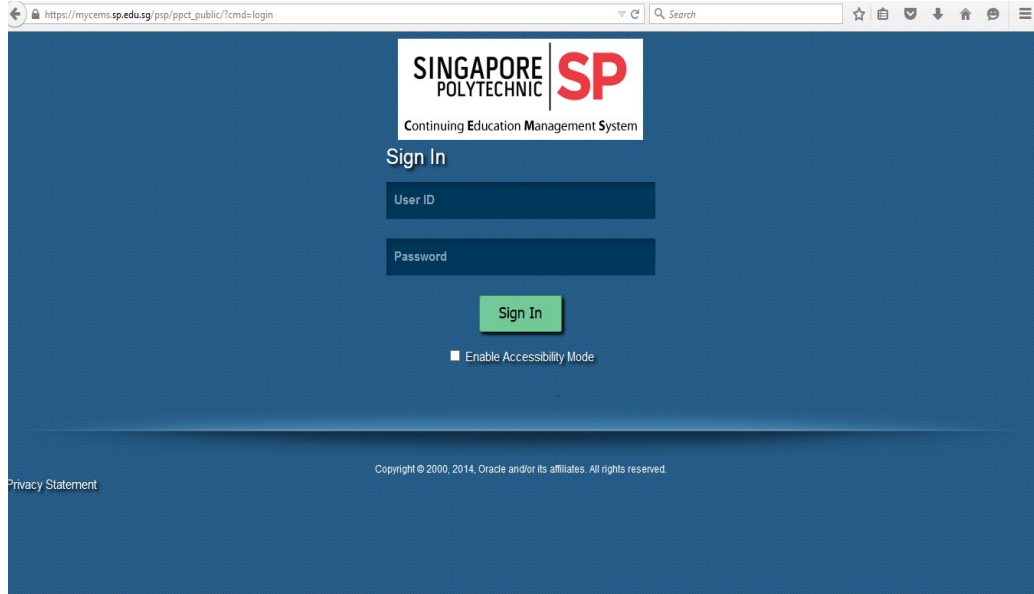 https://mycems.sp.edu.sg/psp/ppct_public/?cmd=login
Search
SINGAPORE
POLYTECHNIC
SP
Continuing Education Management System
Sign In
User ID
Password
Sign In
Enable Accessibility Mode
Copyright © 2000, 2014, Oracle and/or its affiliates. All rights reserved.
Privacy Statement